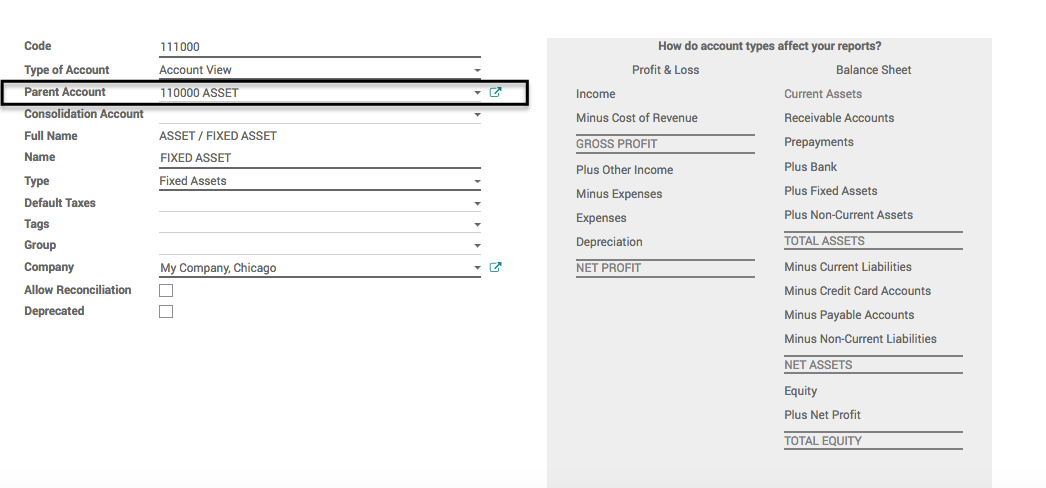 Code 111000
Type of Account Account View
Parent Account 110000 ASSET
Consolidation Account
Full Name ASSET / FIXED ASSET
Name FIXED ASSET
Type Fixed Assets
Default Taxes
Tags
Group
Company My Company, Chicago
Allow Reconciliation
Deprecated
How do account types affect your reports?
Profit & Loss
Income
Minus Cost of Revenue
GROSS PROFIT
Plus Other Income
Minus Expenses
Expenses
Depreciation
NET PROFIT
Balance Sheet
Current Assets
Receivable Accounts
Prepayments
Plus Bank
Plus Fixed Assets
Plus Non-Current Assets
TOTAL ASSETS
Minus Current Liabilities
Minus Credit Card Accounts
Minus Payable Accounts
Minus Non-Current Liabilities
NET ASSETS
Equity
Plus Net Profit
TOTAL EQUITY